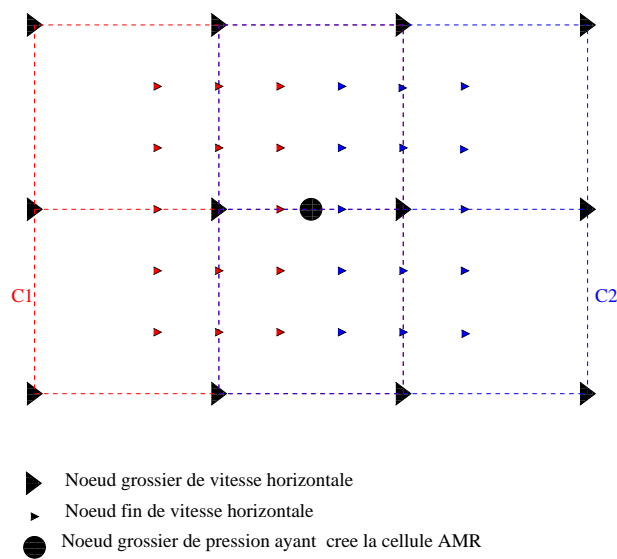 C1
C2
Noeud grossier de vitesse horizontale
Noeud fin de vitesse horizontale
Noeud grossier de pression ayant cree la cellule AMR